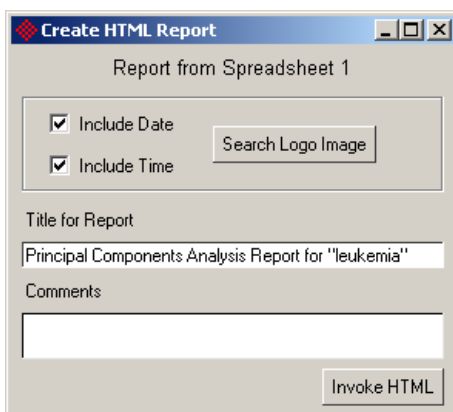 Create HTML Report
Report from Spreadsheet 1
Include Date
Search Logo Image
Include Time
Title for Report
Principal Components Analysis Report for "leukemia"
Comments
Invoke HTML